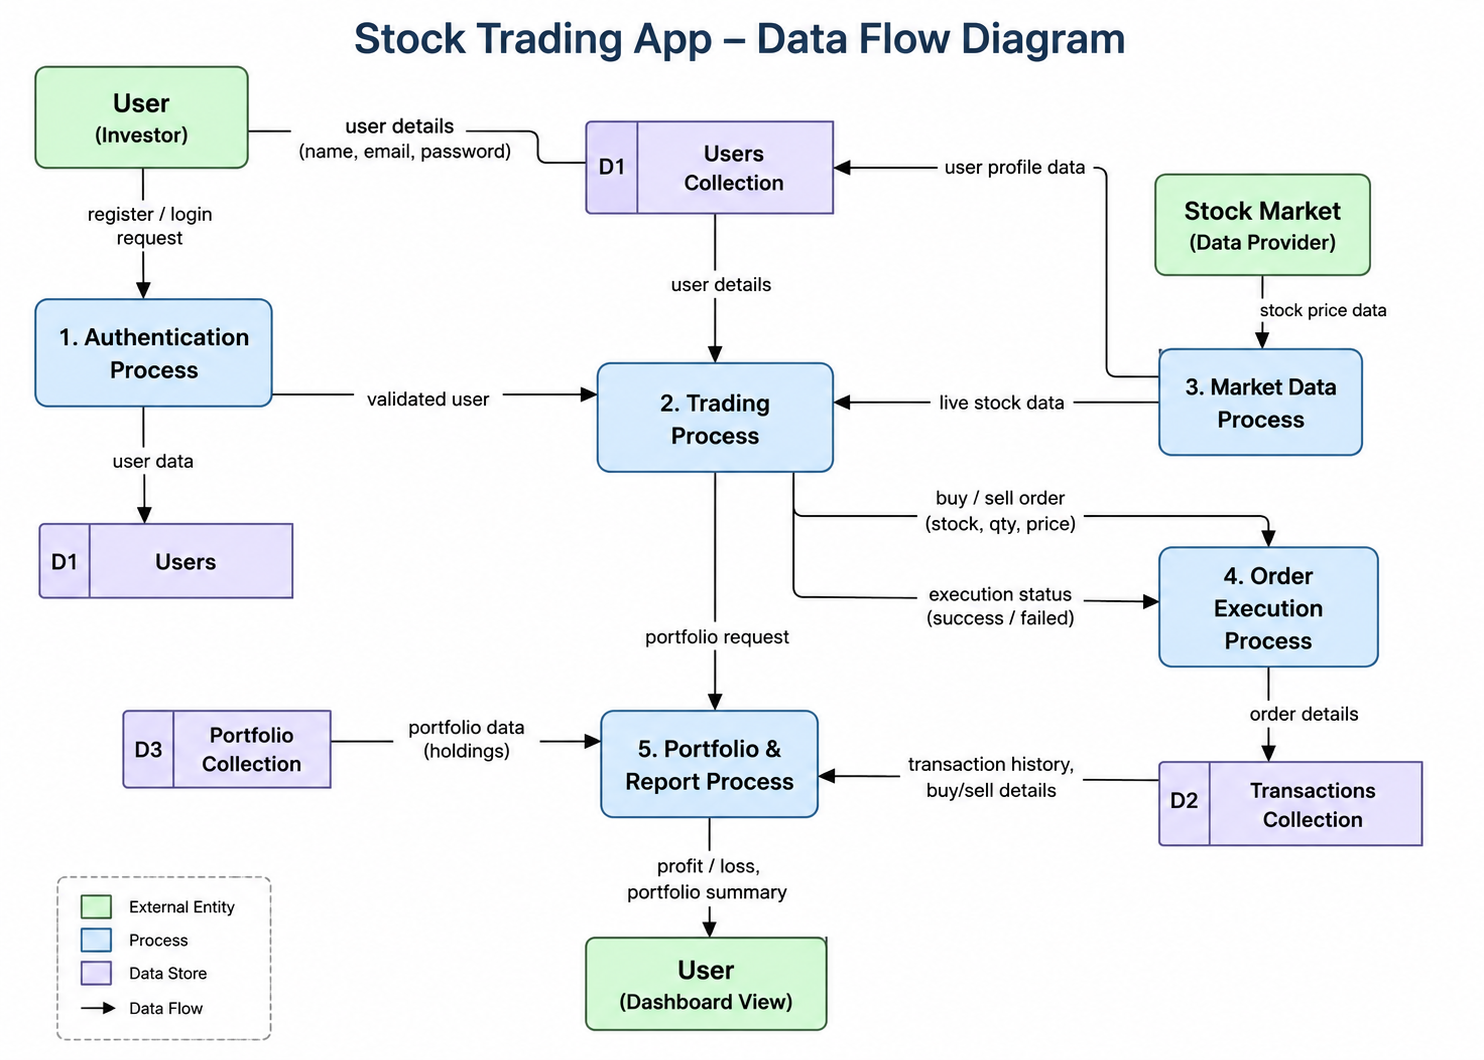 Stock Trading App – Data Flow Diagram
User
(Investor)
user details
(name, email, password)
D1
Users
Collection
user profile data
Stock Market
(Data Provider)
register / login
request
user details
stock price data
1. Authentication
Process
validated user
2. Trading
Process
live stock data
3. Market Data
Process
user data
buy / sell order
(stock, qty, price)
D1
Users
execution status
(success / failed)
4. Order
Execution
Process
portfolio request
order details
D3
Portfolio
Collection
portfolio data
(holdings)
5. Portfolio &
Report Process
transaction history,
buy/sell details
D2
Transactions
Collection
profit / loss,
portfolio summary
External Entity
Process
Data Store
Data Flow
User
(Dashboard View)